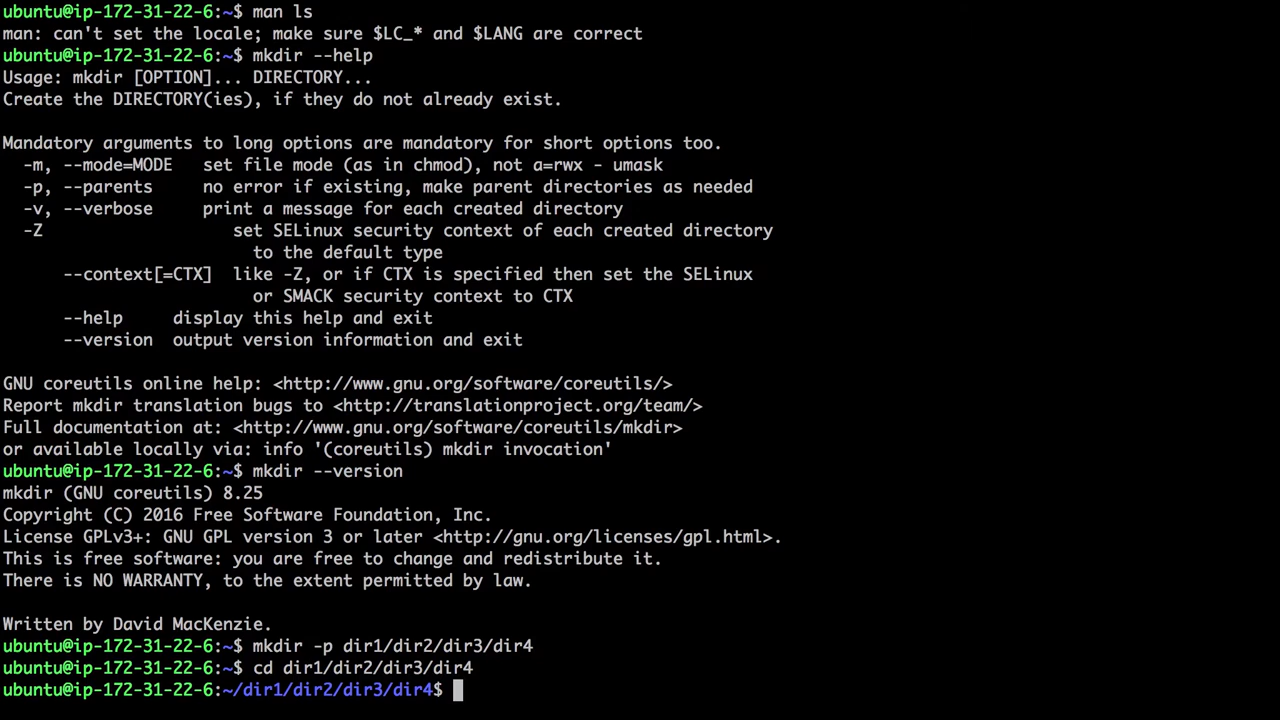 ubuntu@ip-172-31-22-6:~$ man ls
man: can't set the locale; make sure $LC_* and $LANG are correct
ubuntu@ip-172-31-22-6:~$ mkdir --help
Usage: mkdir [OPTION]... DIRECTORY...
Create the DIRECTORY(ies), if they do not already exist.

Mandatory arguments to long options are mandatory for short options too.
  -m, --mode=MODE   set file mode (as in chmod), not a=rwx - umask
  -p, --parents     no error if existing, make parent directories as needed
  -v, --verbose     print a message for each created directory
  -Z                   set SELinux security context of each created directory
                         to the default type
      --context[=CTX]  like -Z, or if CTX is specified then set the SELinux
                         or SMACK security context to CTX
      --help     display this help and exit
      --version  output version information and exit

GNU coreutils online help: <http://www.gnu.org/software/coreutils/>
Report mkdir translation bugs to <http://translationproject.org/team/>
Full documentation at: <http://www.gnu.org/software/coreutils/mkdir>
or available locally via: info '(coreutils) mkdir invocation'
ubuntu@ip-172-31-22-6:~$ mkdir --version
mkdir (GNU coreutils) 8.25
Copyright (C) 2016 Free Software Foundation, Inc.
License GPLv3+: GNU GPL version 3 or later <http://gnu.org/licenses/gpl.html>.
This is free software: you are free to change and redistribute it.
There is NO WARRANTY, to the extent permitted by law.

Written by David MacKenzie.
ubuntu@ip-172-31-22-6:~$ mkdir -p dir1/dir2/dir3/dir4
ubuntu@ip-172-31-22-6:~$ cd dir1/dir2/dir3/dir4
ubuntu@ip-172-31-22-6:~/dir1/dir2/dir3/dir4$